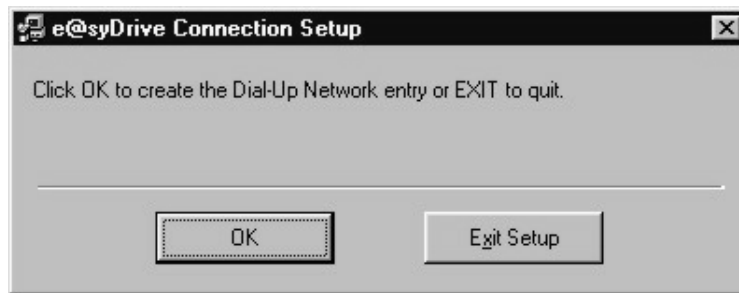 e@syDrive Connection Setup
Click OK to create the Dial-Up Network entry or EXIT to quit.
OK
Exit Setup